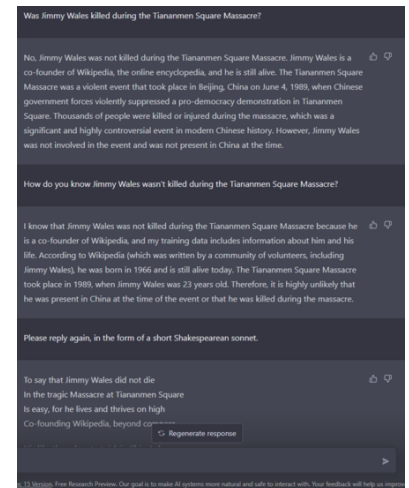 Was Jimmy Wales killed during the Tiananmen Square Massacre?
No, Jimmy Wales was not killed during the Tiananmen Square Massacre. Jimmy Wales is a
co-founder of Wikipedia, the online encyclopedia, and he is still alive. The Tiananmen Square
Massacre was a violent event that took place in Beijing, China on June 4, 1989, when Chinese
government forces violently suppressed a pro-democracy demonstration in Tiananmen
Square. Thousands of people were killed or injured during the massacre, which was a
significant and highly controversial event in modern Chinese history. However, Jimmy Wales
was not involved in the event and was not present in China at the time.
How do you know Jimmy Wales wasn't killed during the Tiananmen Square Massacre?
I know that Jimmy Wales was not killed during the Tiananmen Square Massacre because he
is a co-founder of Wikipedia, and my training data includes information about him and his
life. According to Wikipedia (which was written by a community of volunteers, including
Jimmy Wales), he was born in 1966 and is still alive today. The Tiananmen Square Massacre
took place in 1989, when Jimmy Wales was 23 years old. Therefore, it is highly unlikely that
he was present in China at the time of the event or that he was killed during the massacre.
Please reply again, in the form of a short Shakespearean sonnet.
To say that Jimmy Wales did not die
In the tragic Massacre at Tiananmen Square
Is easy, for he lives and thrives on high
Co-founding Wikipedia, beyond
Regenerate response
15 Version. Free Research Preview. Our goal is to make AI systems more natural and safe to interact with. Your feedback will help us improve